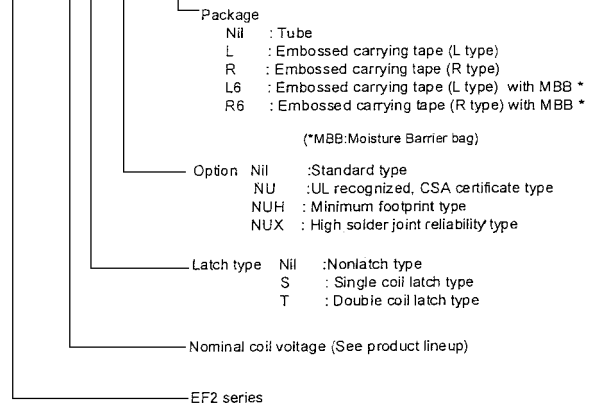 Package
Nil : Tube
L : Embossed carrying tape (L type)
R : Embossed carrying tape (R type)
L6 : Embossed carrying tape (L type) with MBB *
R6 : Embossed carrying tape (R type) with MBB *
(*MBB:Moisture Barrier bag)
Option Nil :Standard type
NU :UL recognized, CSA certificate type
NUH : Minimum footprint type
NUX : High solder joint reliability type
Latch type Nil :Nonlatch type
S : Single coil latch type
T : Double coil latch type
Nominal coil voltage (See product lineup)
EF2 series